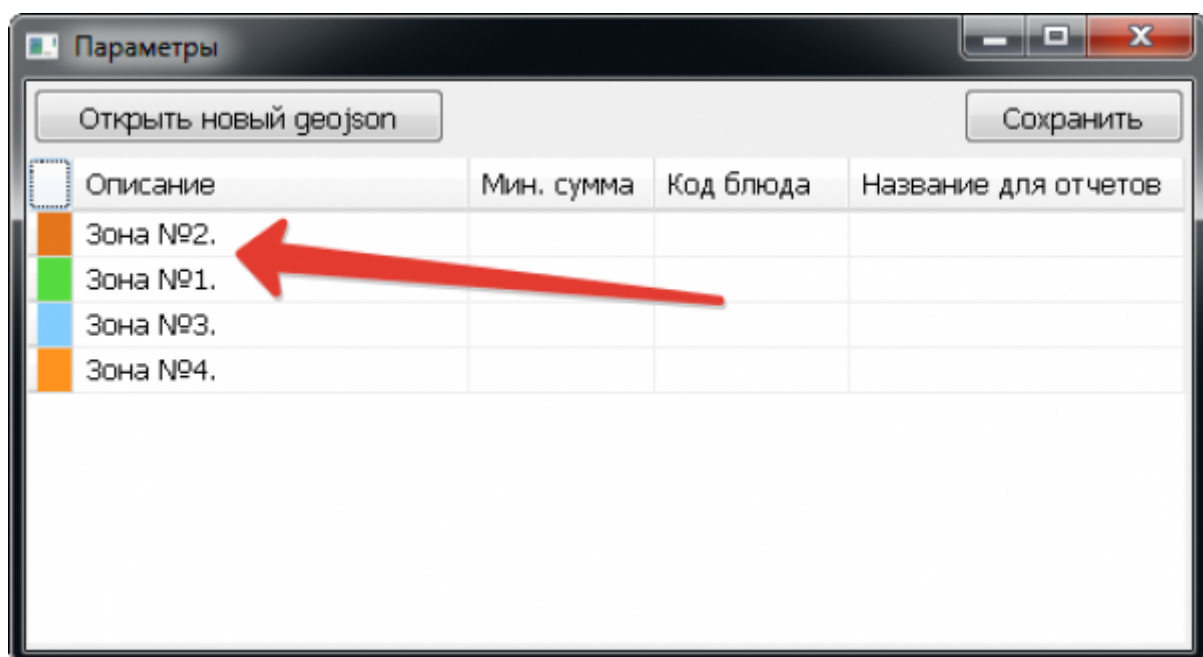 Параметры
Открыть новый geojson Сохранить
Описание Мин. сумма Код блюда Название для отчетов
Зона №2.
Зона №1.
Зона №3.
Зона №4.